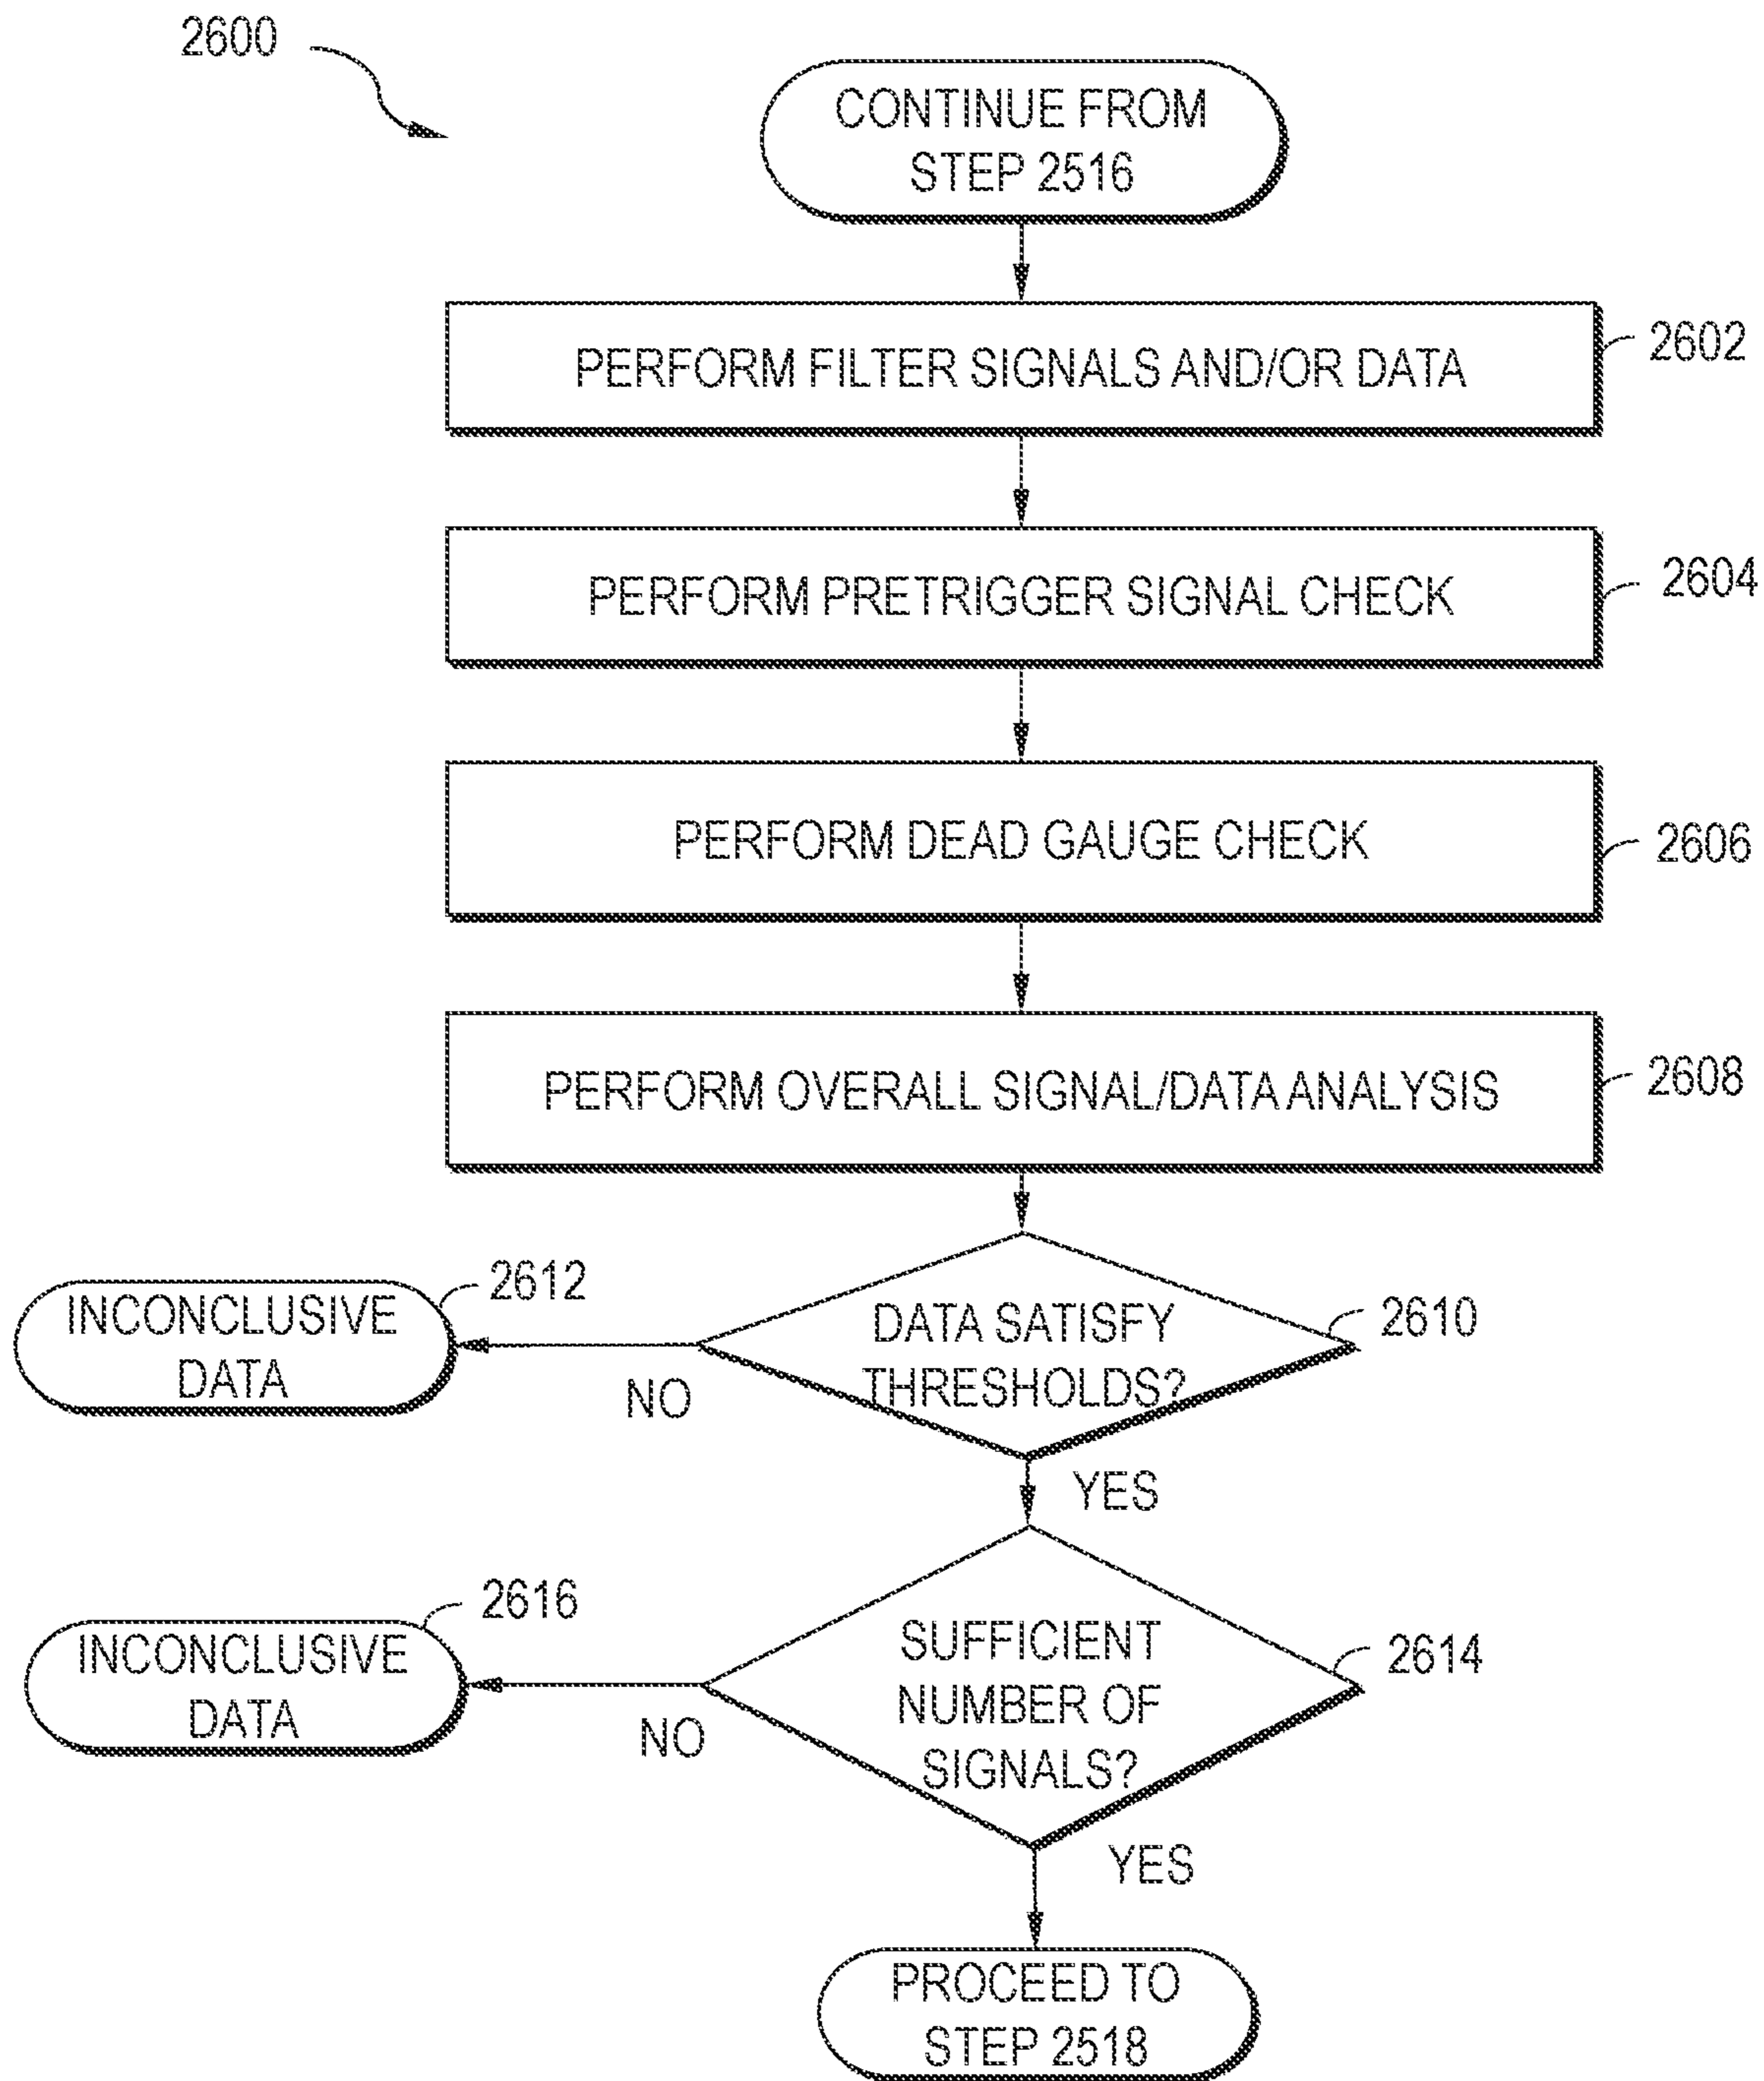 2600
CONTINUE FROM
STEP 2516
PERFORM FILTER SIGNALS AND/OR DATA
2602
PERFORM PRETRIGGER SIGNAL CHECK
2604
PERFORM DEAD GAUGE CHECK
2606
PERFORM OVERALL SIGNAL/DATA ANALYSIS
2608
INCONCLUSIVE
DATA
2612
NO
DATA SATISFY
THRESHOLDS?
2610
YES
INCONCLUSIVE
DATA
2616
NO
SUFFICIENT
NUMBER OF
SIGNALS?
2614
YES
PROCEED TO
STEP 2518